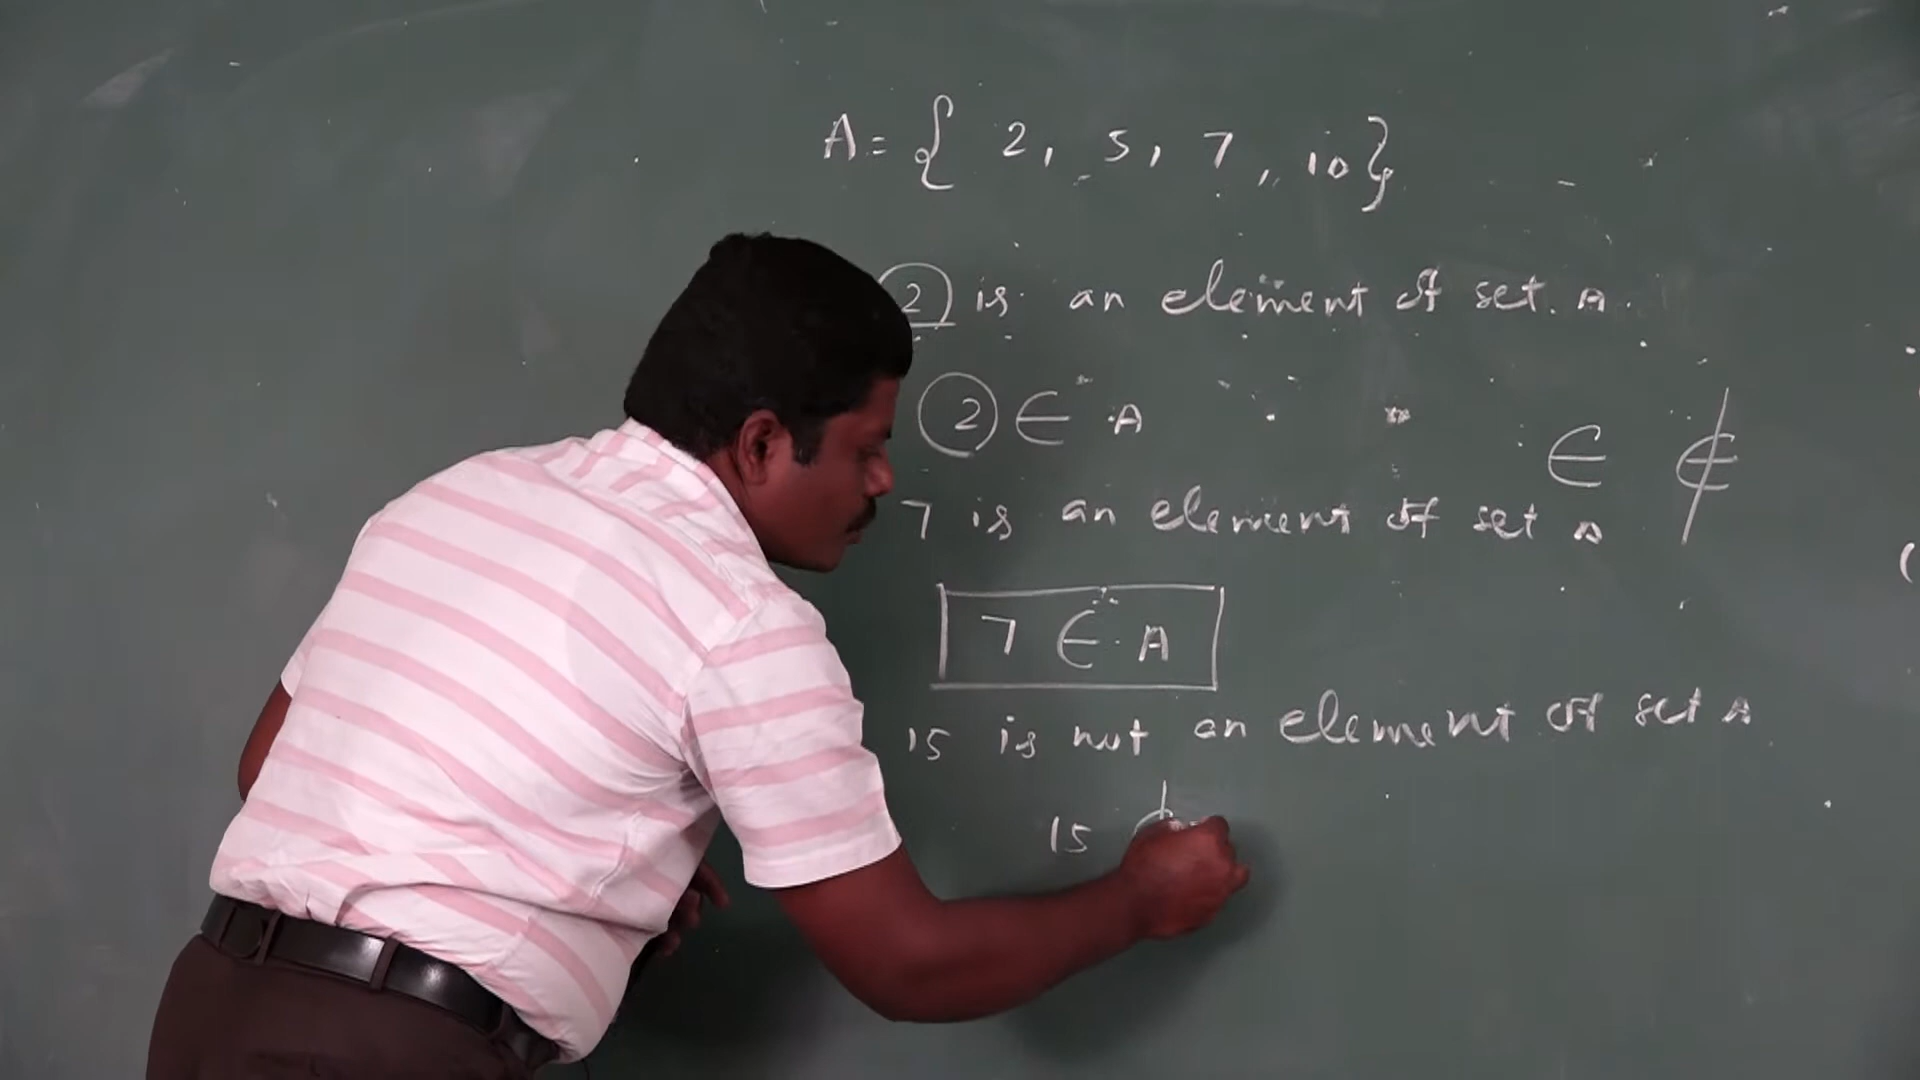 A = { 2, 5, 7, 10 }
2 is an element of set A.
2 ∈ A
∈ ∉
7 is an element of set A
7 ∈ A
15 is not an element of set A
15